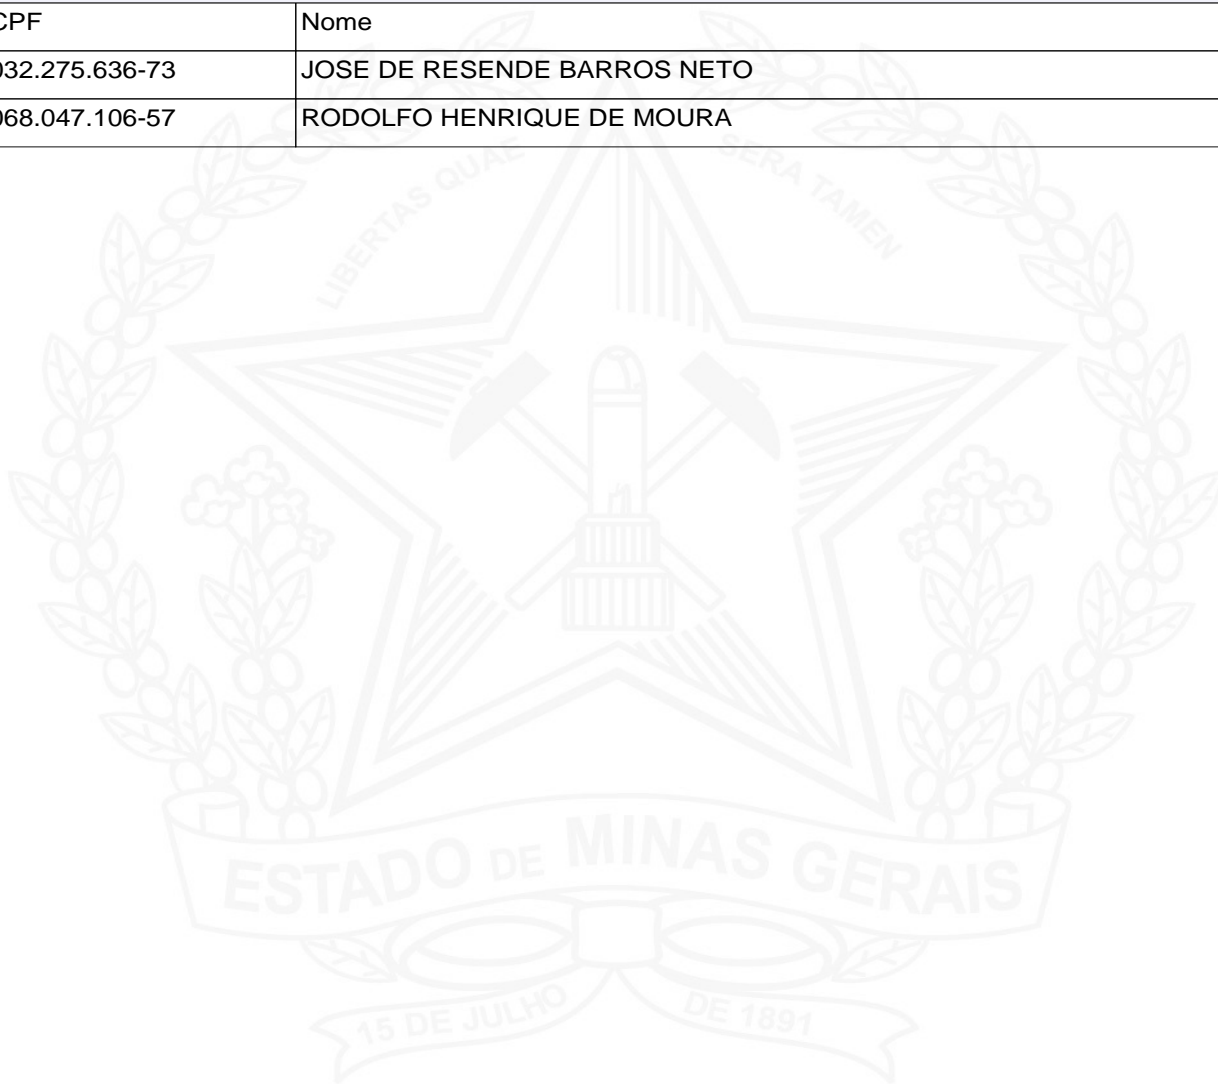 CPF Nome
032.275.636-73 JOSE DE RESENDE BARROS NETO
068.047.106-57 RODOLFO HENRIQUE DE MOURA
LIBERTAS QUAE SERA TAMEN
ESTADO DE MINAS GERAIS
15 DE JULHO DE 1891